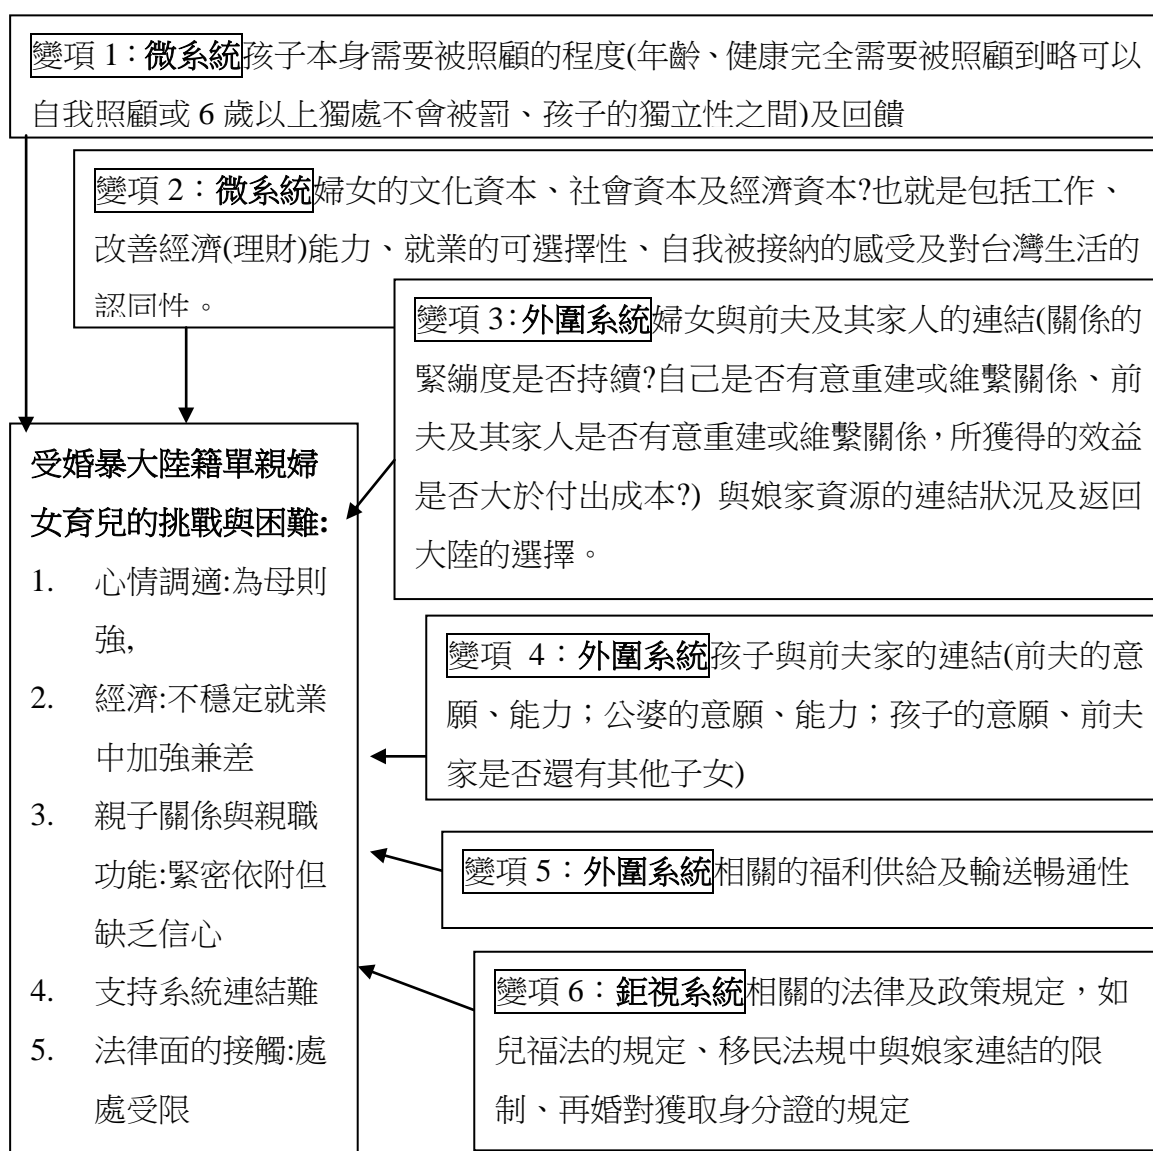 變項 1：微系統孩子本身需要被照顧的程度(年齡、健康完全需要被照顧到略可以
自我照顧或 6 歲以上獨處不會被罰、孩子的獨立性之間)及回饋
變項 2：微系統婦女的文化資本、社會資本及經濟資本?也就是包括工作、
改善經濟(理財)能力、就業的可選擇性、自我被接納的感受及對台灣生活的
認同性。
變項 3：外圍系統婦女與前夫及其家人的連結(關係的
緊繃度是否持續?自己是否有意重建或維繫關係、前
夫及其家人是否有意重建或維繫關係，所獲得的效益
是否大於付出成本?) 與娘家資源的連結狀況及返回
大陸的選擇。
受婚暴大陸籍單親婦
女育兒的挑戰與困難:
1. 心情調適:為母則
強,
2. 經濟:不穩定就業
中加強兼差
3. 親子關係與親職
功能:緊密依附但
缺乏信心
4. 支持系統連結難
5. 法律面的接觸:處
處受限
變項 4：外圍系統孩子與前夫家的連結(前夫的意
願、能力；公婆的意願、能力；孩子的意願、前夫
家是否還有其他子女)
變項 5：外圍系統相關的福利供給及輸送暢通性
變項 6：鉅視系統相關的法律及政策規定，如
兒福法的規定、移民法規中與娘家連結的限
制、再婚對獲取身分證的規定